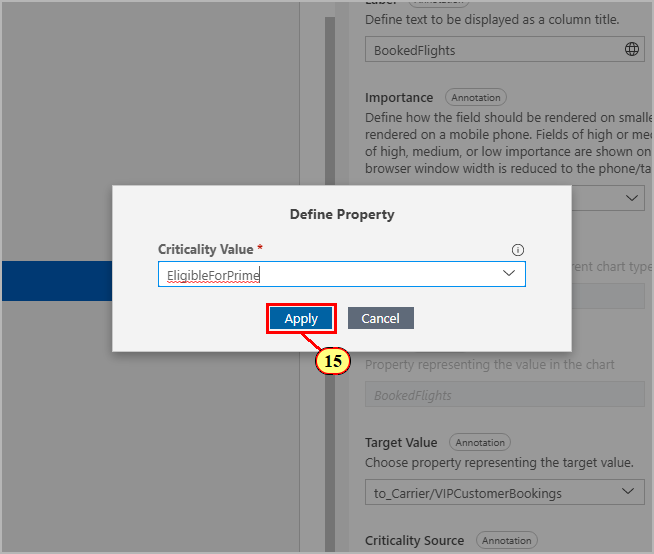 Label Annotation
Define text to be displayed as a column title.
BookedFlights
Importance Annotation
Define how the field should be rendered on smalle
rendered on a mobile phone. Fields of high or med
of high, medium, or low importance are shown on
browser window width is reduced to the phone/ta
Define Property
Criticality Value *
EligibleForPrime
Apply
Cancel
15
rent chart type
Property representing the value in the chart
BookedFlights
Target Value Annotation
Choose property representing the target value.
to_Carrier/VIPCustomerBookings
Criticality Source Annotation